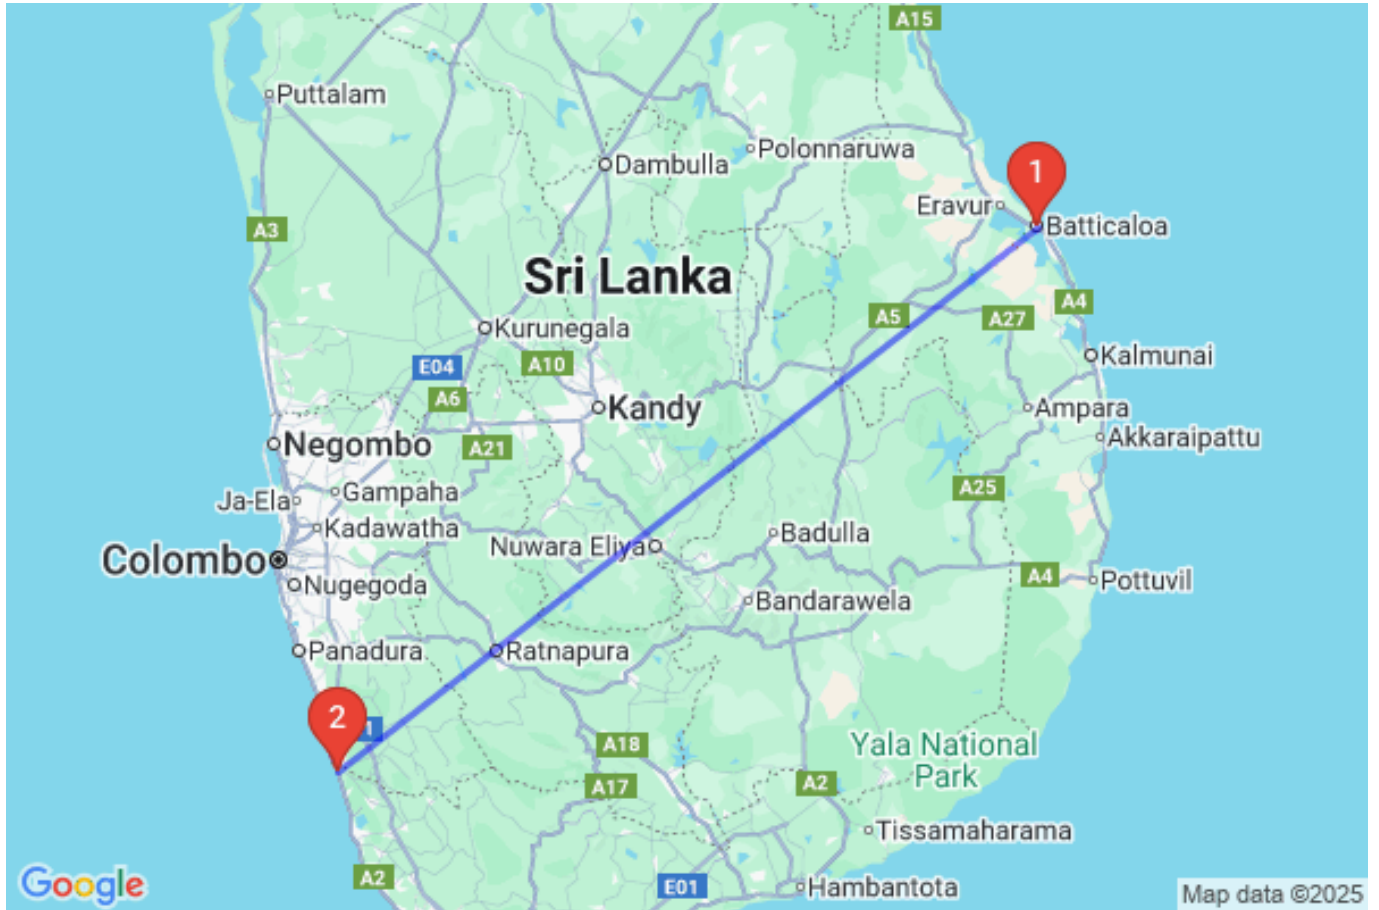 A15
Puttalam
Polonnaruwa
Dambulla
1
Eravur
Batticaloa
A3
Sri Lanka
A4
A5
A27
Kurunegala
Kalmunai
E04
A10
A6
Kandy
Ampara
Negombo
A21
Akkaraipattu
Gampaha
A25
Ja-Ela
Kadawatha
Badulla
Nuwara Eliya
Colombo
A4
Pottuvil
Nugegoda
Bandarawela
Panadura
Ratnapura
2
1
A18
Yala National
Park
A17
A2
Tissamaharama
A2
E01
Hambantota
Google
Map data ©2025